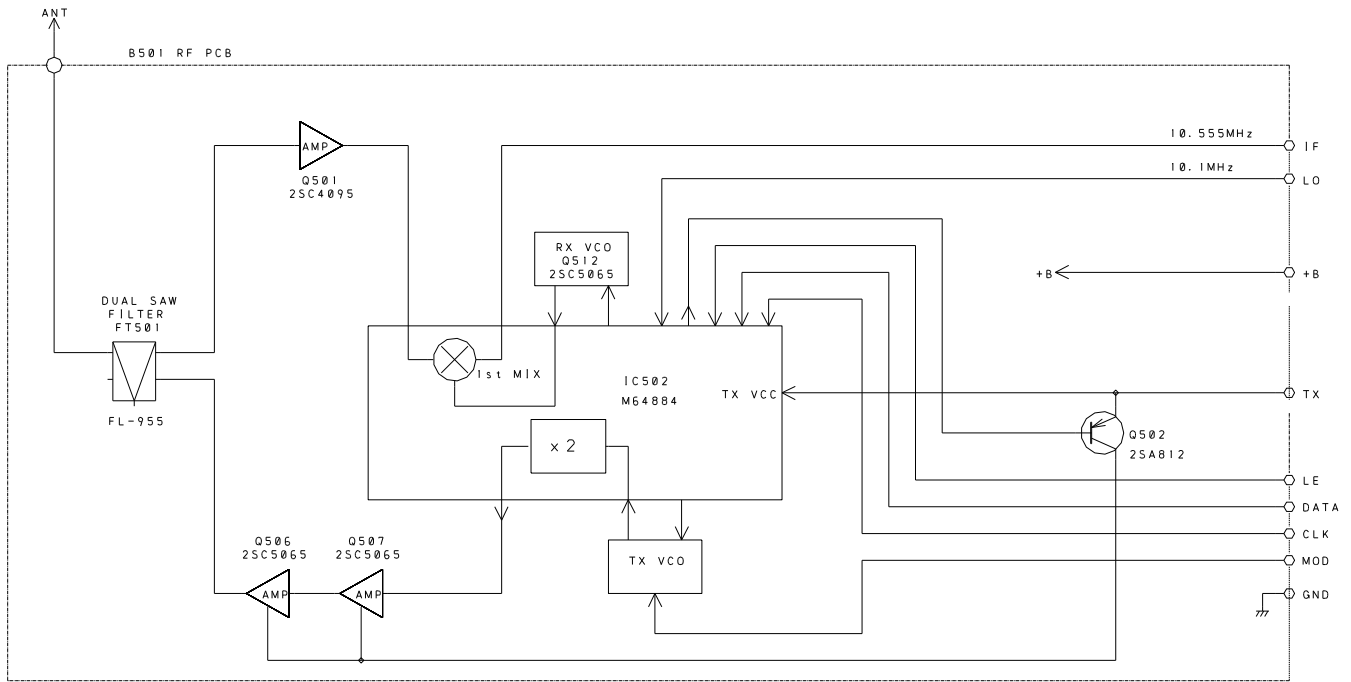 ANT
B501 RF PCB
10.555MHz
IF
10.1MHz
LO
AMP
Q501
2SC4095
RX VCO
Q512
2SC5065
+B
+B
DUAL SAW
FILTER
FT501
FL-955
1st MIX
IC502
M64884
TX VCC
TX
x 2
Q502
2SA812
LE
DATA
CLK
MOD
GND
TX VCO
Q506
2SC5065
Q507
2SC5065
AMP
AMP